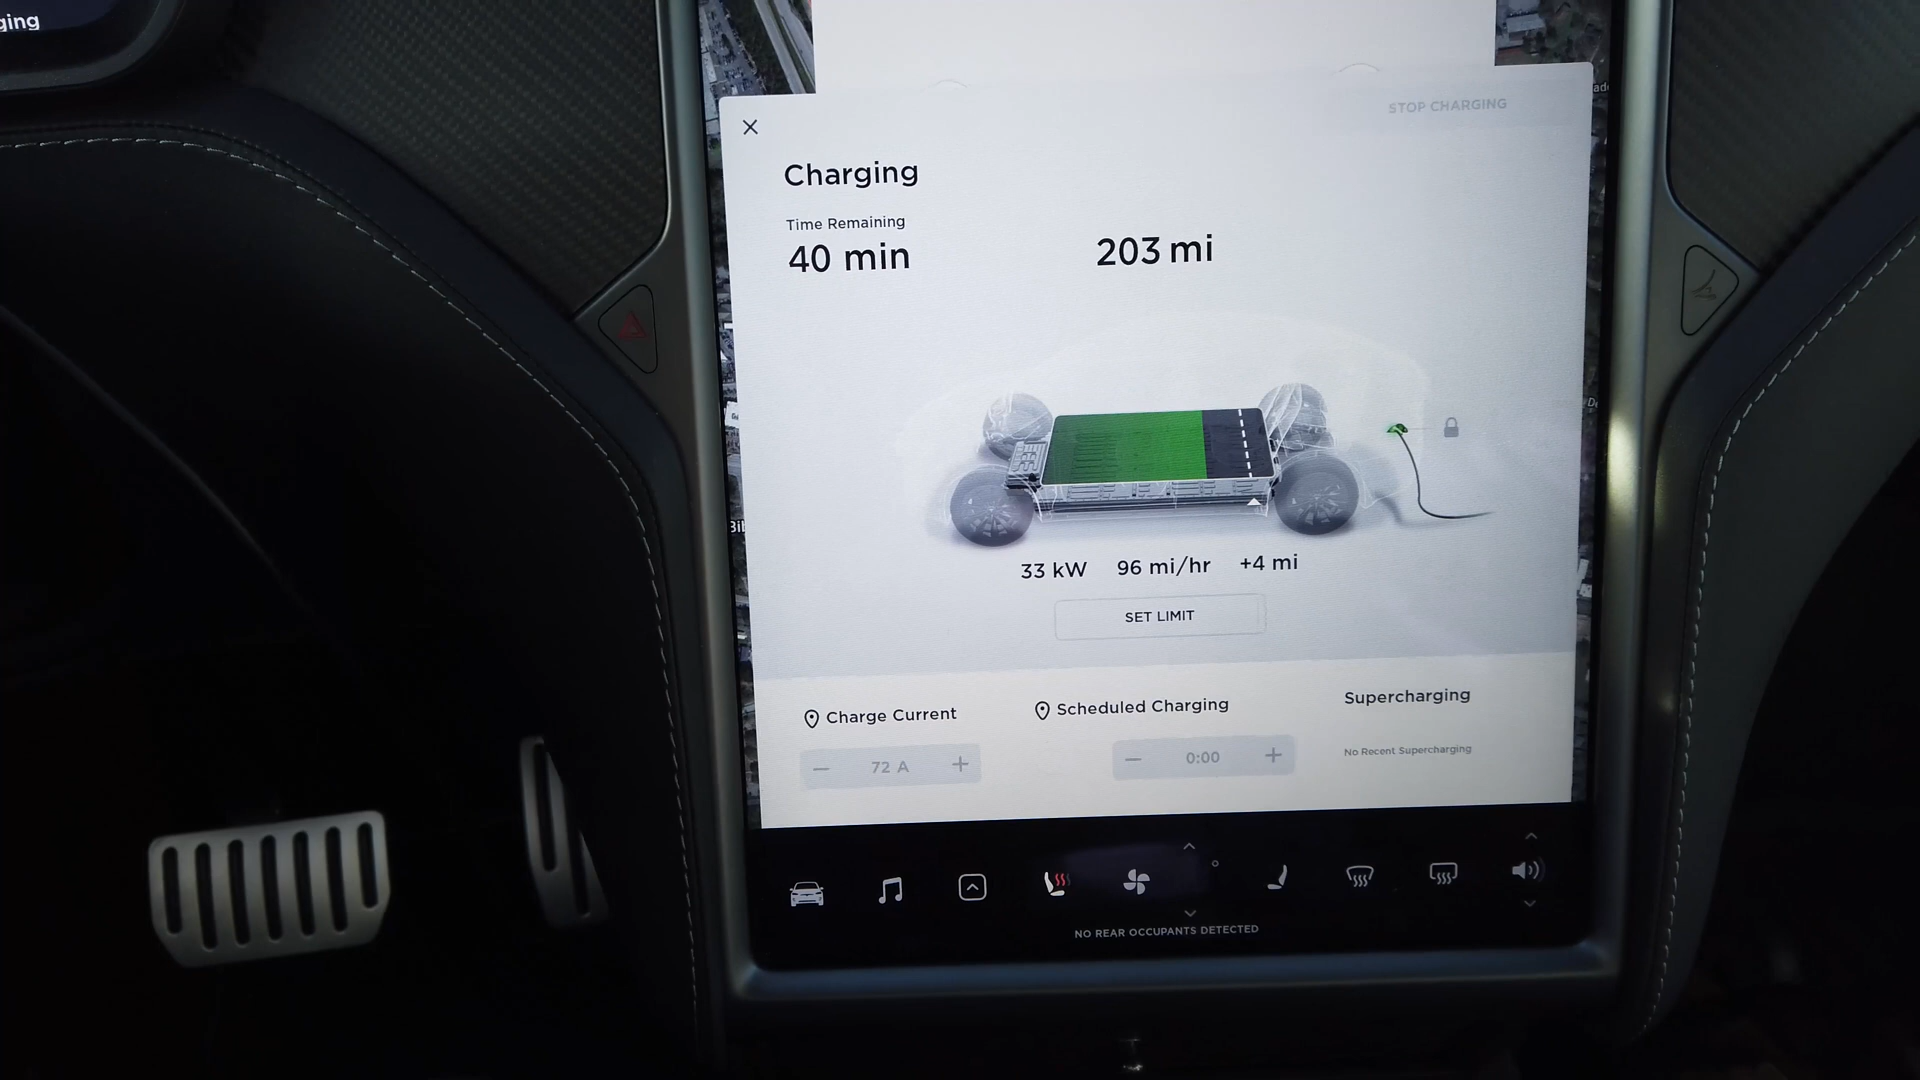 ging
STOP CHARGING
Charging
Time Remaining
40 min
203 mi
33 kW 96 mi/hr +4 mi
SET LIMIT
Charge Current
Scheduled Charging
Supercharging
− 72 A +
− 0:00 +
No Recent Supercharging
NO REAR OCCUPANTS DETECTED